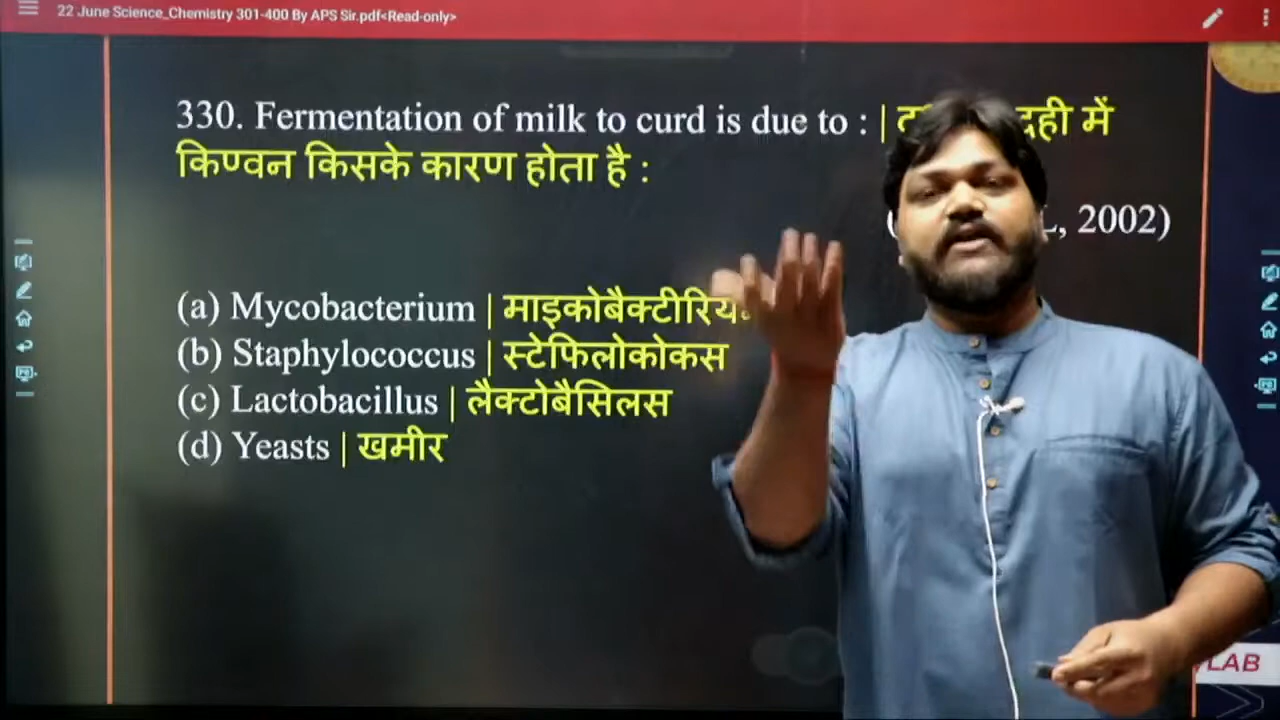 22 June Science_Chemistry 301-400 By APS Sir.pdf<Read-only>
330. Fermentation of milk to curd is due to : | दही में
किण्वन किसके कारण होता है :
2002)
(a) Mycobacterium |
(b) Staphylococcus | स्टेफिलोकोकस
(c) Lactobacillus | लैक्टोबैसिलस
(d) Yeasts | खमीर
LAB